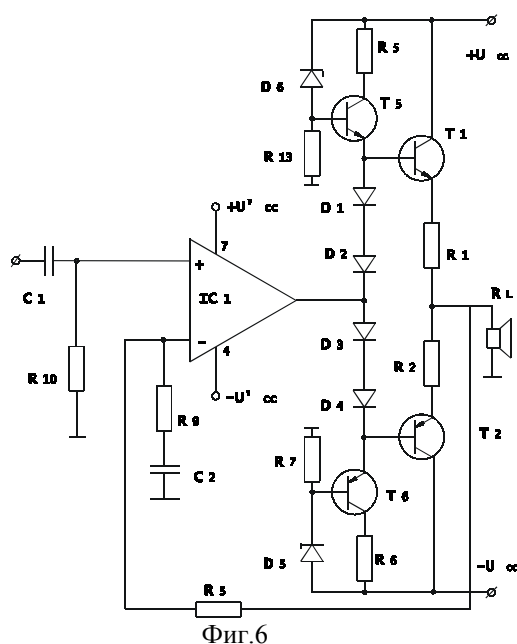 R 5
+U cc
D 6
T 5
T 1
R 13
+U' cc
D 1
7
R 1
D 2
+
IC 1
C 1
R L
-
D 3
R 2
4
R 10
-U' cc
D 4
R 9
R 7
T 2
C 2
T 6
D 5
R 6
-U cc
R 5
Фиг.6